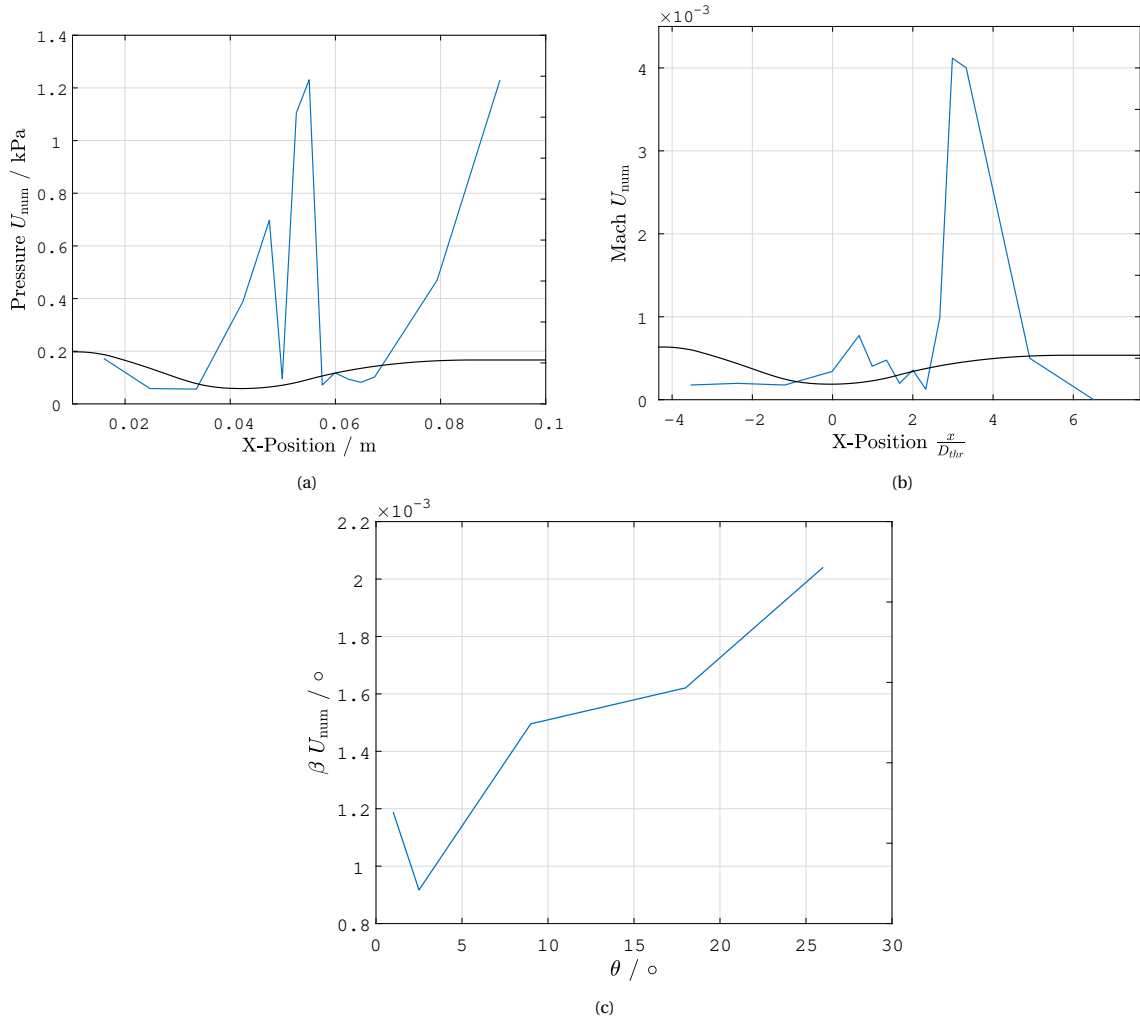 1.4
1.2
1
0.8
0.6
0.4
0.2
0
Pressure U_num / kPa
0.02 0.04 0.06 0.08 0.1
X-Position / m
(a)
×10⁻³
4
3
2
1
0
Mach U_num
-4 -2 0 2 4 6
X-Position x/D_thr
(b)
×10⁻³
2.2
2
1.8
1.6
1.4
1.2
1
0.8
β U_num / ∘
0 5 10 15 20 25 30
θ / ∘
(c)